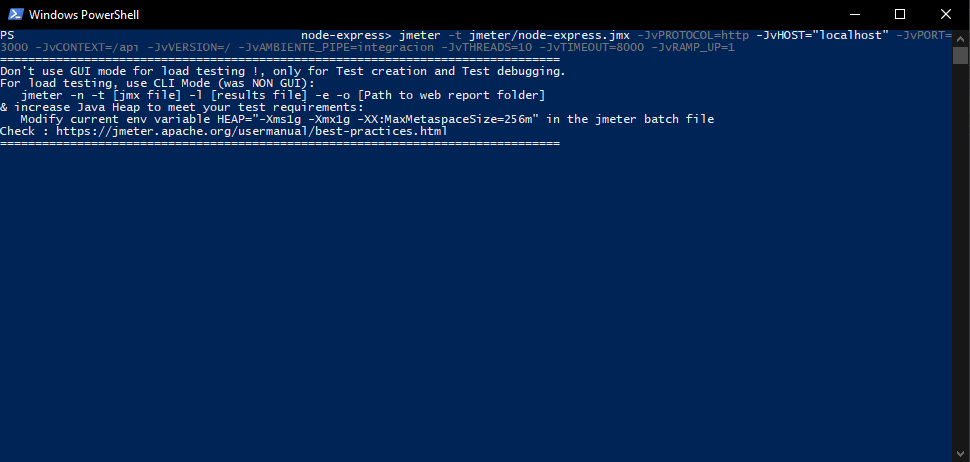 Windows PowerShell
PS node-express> jmeter -t jmeter/node-express.jmx -JvPROTOCOL=http -JvHOST="localhost" -JvPORT=
3000 -JvCONTEXT=/api -JvVERSION=/ -JvAMBIENTE_PIPE=integracion -JvTHREADS=10 -JvTIMEOUT=8000 -JvRAMP_UP=1
================================================================================
Don't use GUI mode for load testing !, only for Test creation and Test debugging.
For load testing, use CLI Mode (was NON GUI):
   jmeter -n -t [jmx file] -l [results file] -e -o [Path to web report folder]
& increase Java Heap to meet your test requirements:
   Modify current env variable HEAP="-Xms1g -Xmx1g -XX:MaxMetaspaceSize=256m" in the jmeter batch file
Check : https://jmeter.apache.org/usermanual/best-practices.html
================================================================================